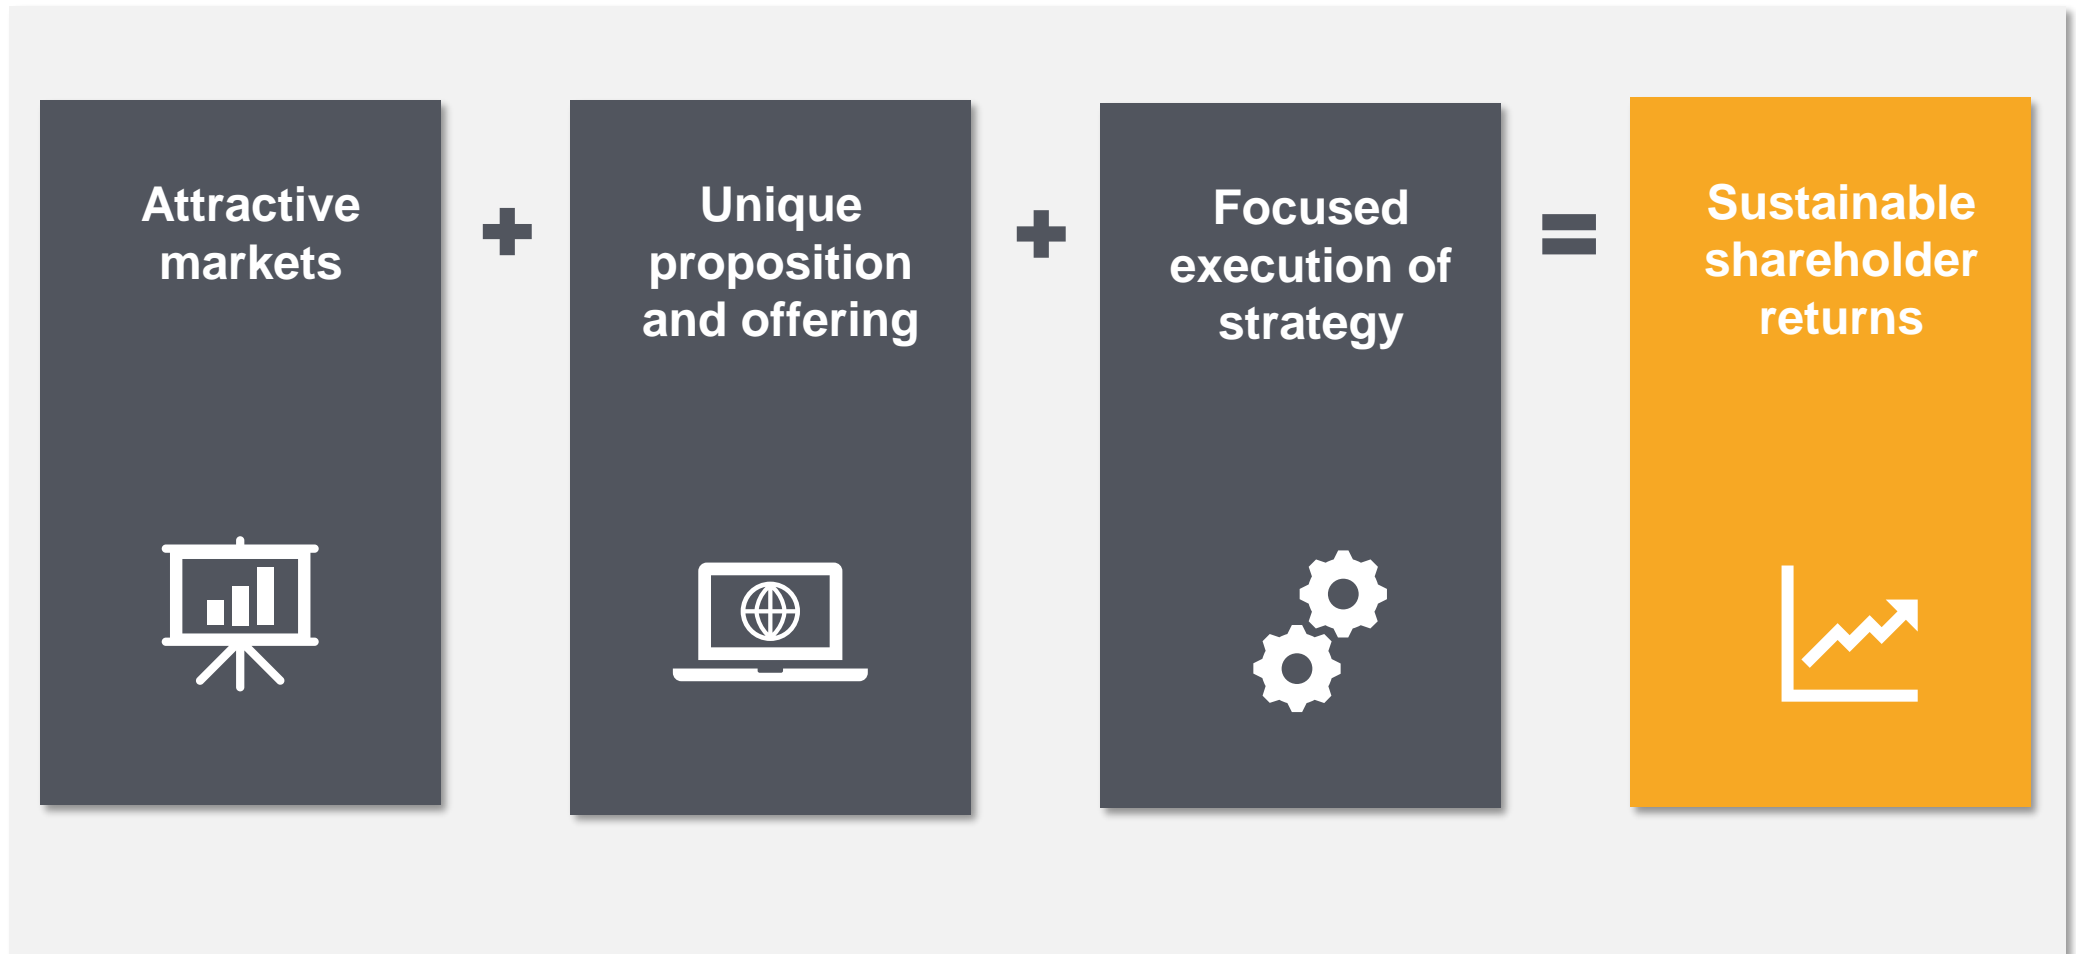 Attractive
markets
+
Unique
proposition
and offering
+
Focused
execution of
strategy
=
Sustainable
shareholder
returns